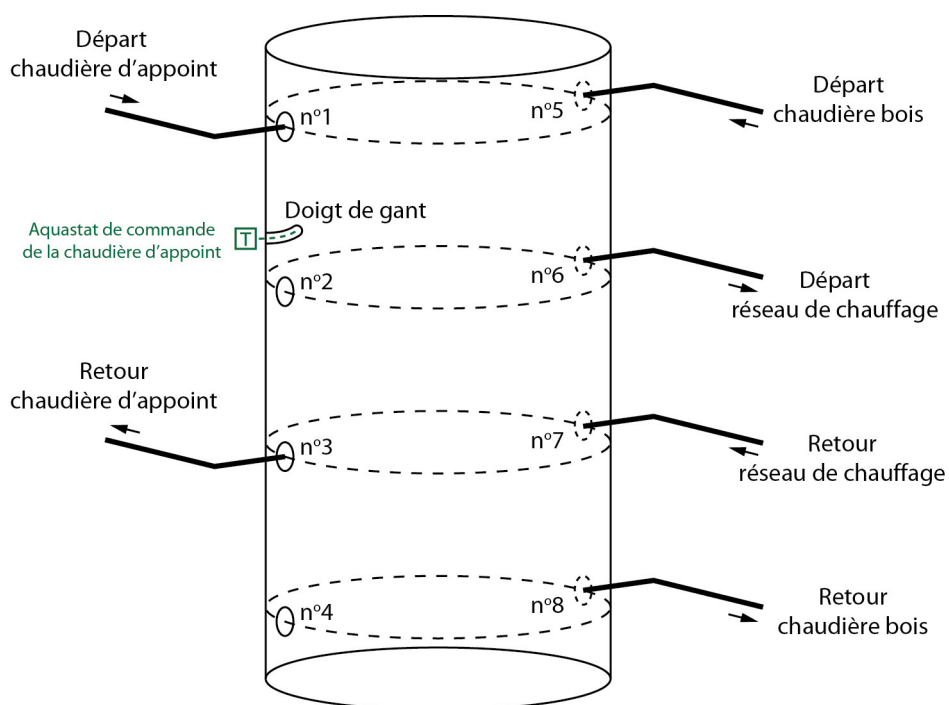 Départ
chaudière d'appoint
n°1
n°5
Départ
chaudière bois
Doigt de gant
Aquastat de commande
de la chaudière d'appoint
T
n°2
n°6
Départ
réseau de chauffage
Retour
chaudière d'appoint
n°3
n°7
Retour
réseau de chauffage
n°4
n°8
Retour
chaudière bois